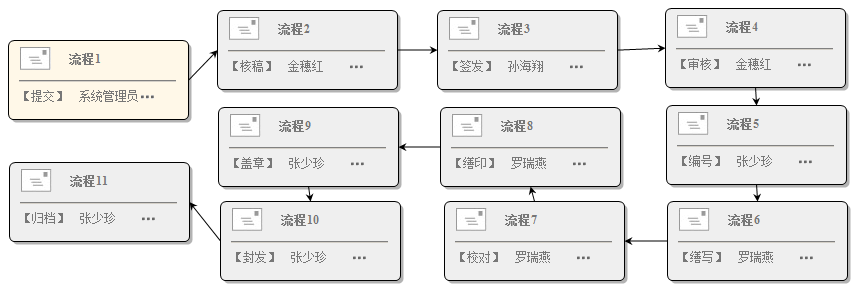 流程1
【提交】 系统管理员▪▪▪
流程2
【核稿】 金穗红 ▪▪▪
流程3
【签发】 孙海翔 ▪▪▪
流程4
【审核】 金穗红 ▪▪▪
流程5
【编号】 张少珍 ▪▪▪
流程6
【缮写】 罗瑞燕 ▪▪▪
流程7
【校对】 罗瑞燕 ▪▪▪
流程8
【缮印】 罗瑞燕 ▪▪▪
流程9
【盖章】 张少珍 ▪▪▪
流程10
【封发】 张少珍 ▪▪▪
流程11
【归档】 张少珍 ▪▪▪